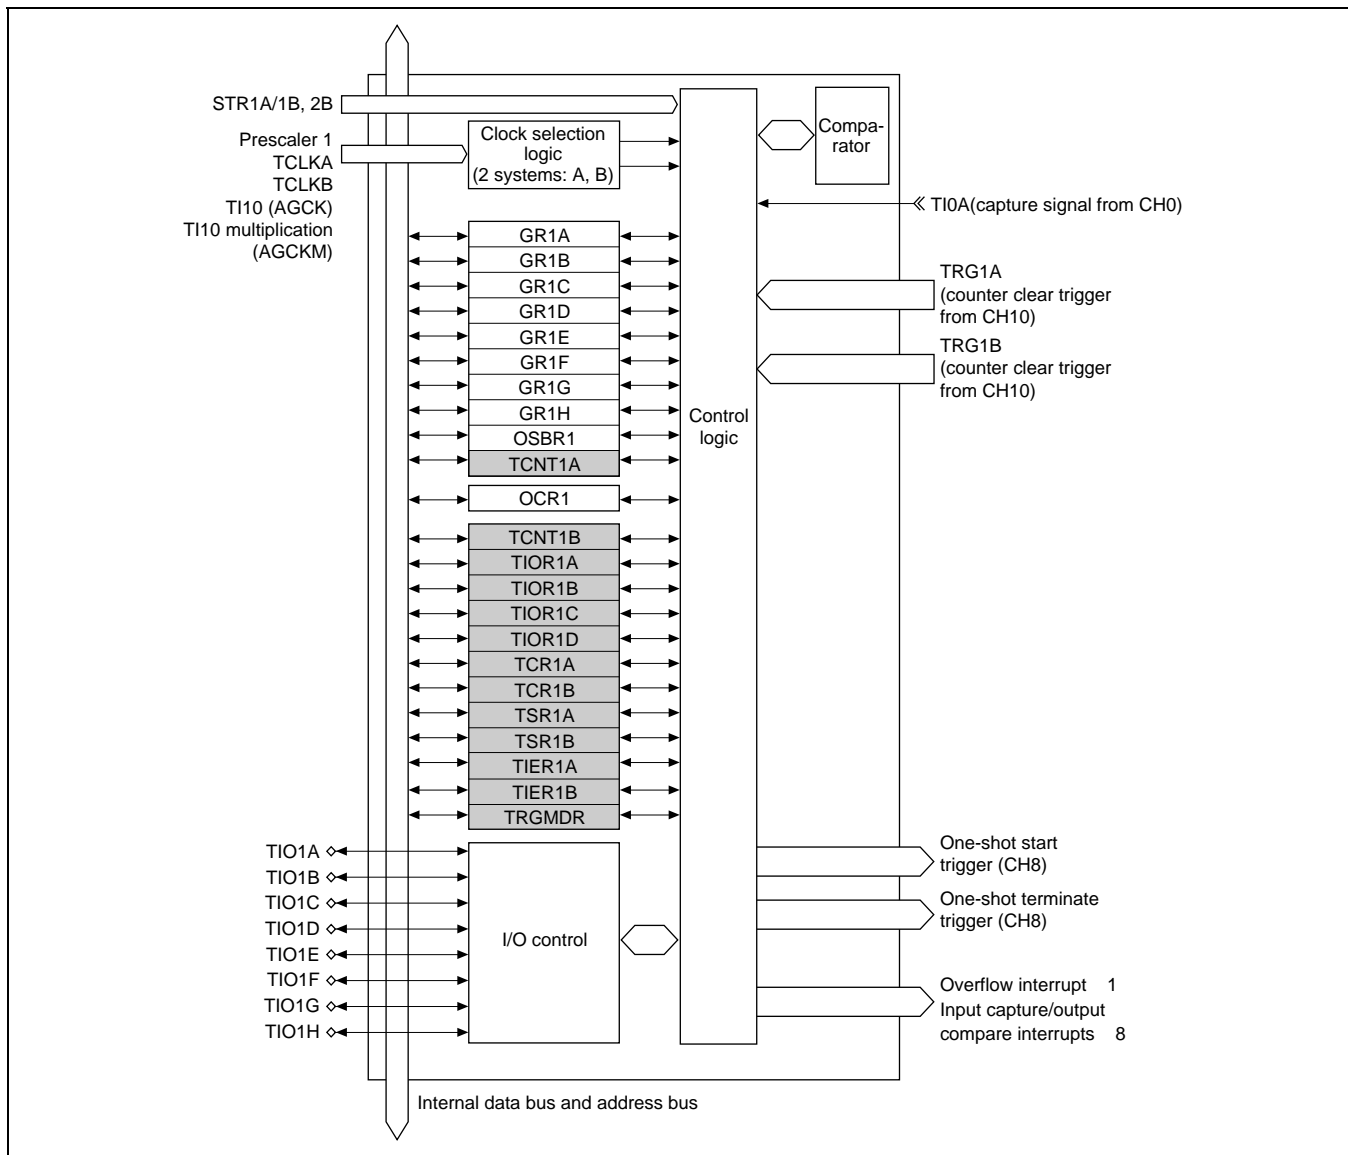 STR1A/1B, 2B
Prescaler 1
TCLKA
TCLKB
TI10 (AGCK)
TI10 multiplication
(AGCKM)
Clock selection
logic
(2 systems: A, B)
Compa-
rator
TI0A(capture signal from CH0)
GR1A
GR1B
GR1C
GR1D
GR1E
GR1F
GR1G
GR1H
OSBR1
TCNT1A
OCR1
TCNT1B
TIOR1A
TIOR1B
TIOR1C
TIOR1D
TCR1A
TCR1B
TSR1A
TSR1B
TIER1A
TIER1B
TRGMDR
Control
logic
TRG1A
(counter clear trigger
from CH10)
TRG1B
(counter clear trigger
from CH10)
TIO1A
TIO1B
TIO1C
TIO1D
TIO1E
TIO1F
TIO1G
TIO1H
I/O control
One-shot start
trigger (CH8)
One-shot terminate
trigger (CH8)
Overflow interrupt 1
Input capture/output
compare interrupts 8
Internal data bus and address bus